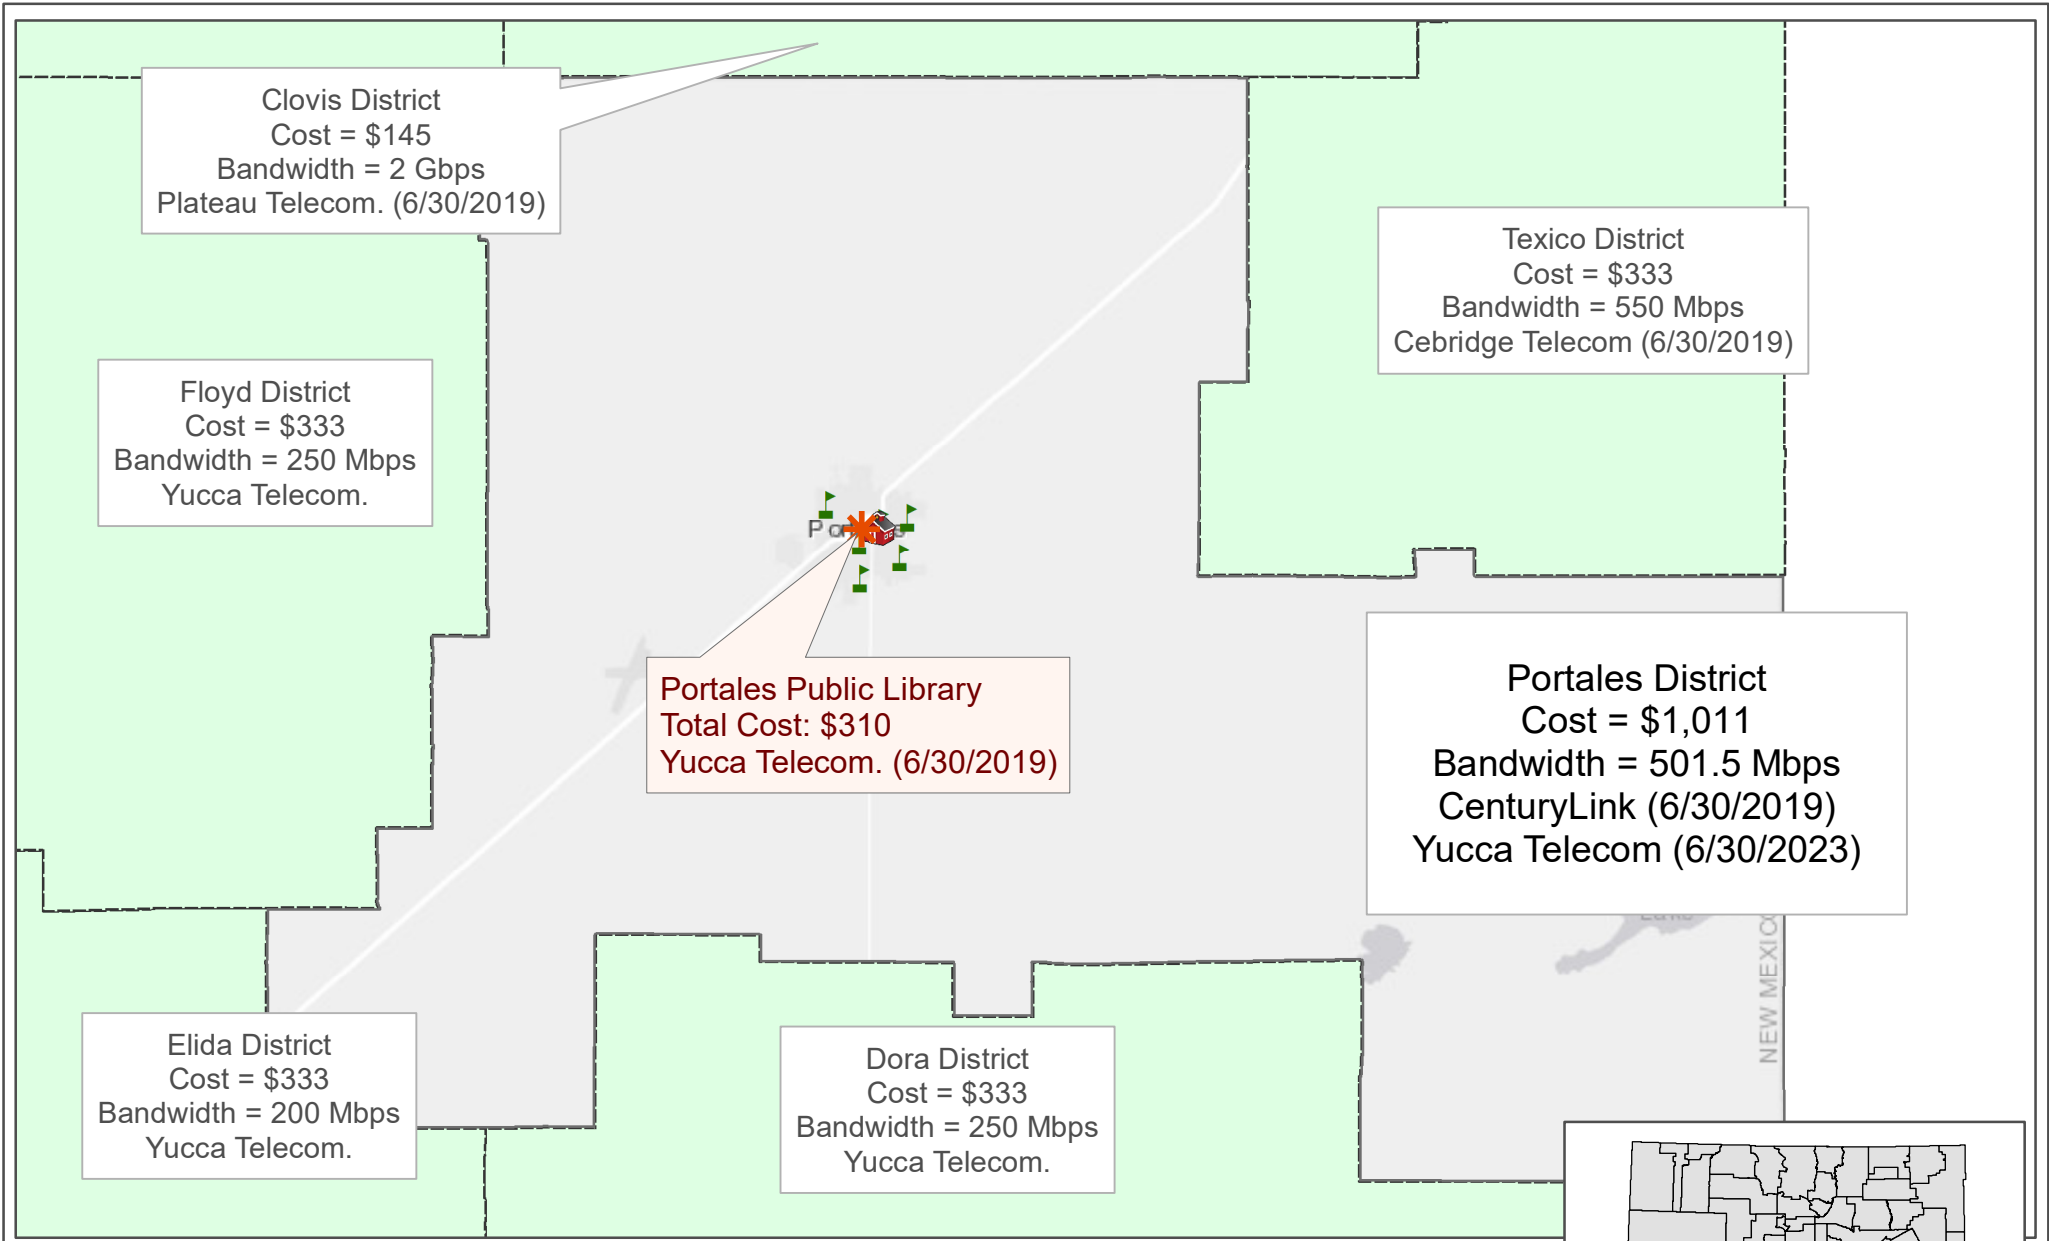 Clovis District
Cost = $145
Bandwidth = 2 Gbps
Plateau Telecom. (6/30/2019)
Texico District
Cost = $333
Bandwidth = 550 Mbps
Cebridge Telecom (6/30/2019)
Floyd District
Cost = $333
Bandwidth = 250 Mbps
Yucca Telecom.
Portales Public Library
Total Cost: $310
Yucca Telecom. (6/30/2019)
Portales District
Cost = $1,011
Bandwidth = 501.5 Mbps
CenturyLink (6/30/2019)
Yucca Telecom (6/30/2023)
NEW MEXICO
Elida District
Cost = $333
Bandwidth = 200 Mbps
Yucca Telecom.
Dora District
Cost = $333
Bandwidth = 250 Mbps
Yucca Telecom.